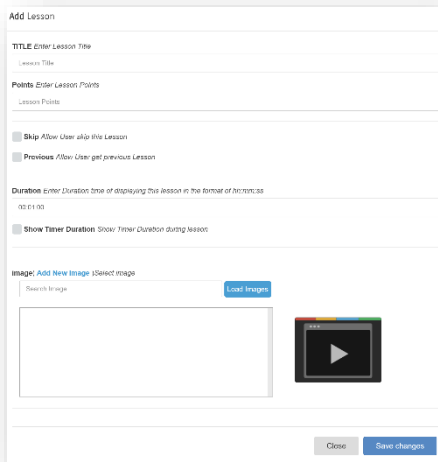 Add Lesson
TITLE Enter Lesson Title
Lesson Title
Points Enter Lesson Points
Lesson Points
Skip Allow User skip this Lesson
Previous Allow User get previous Lesson
Duration Enter Duration time of displaying this lesson in the format of hh:mm:ss
00:01:00
Show Timer Duration Show Timer Duration during lesson
Image( Add New Image )Select image
Search Image
Load Images
Close
Save changes